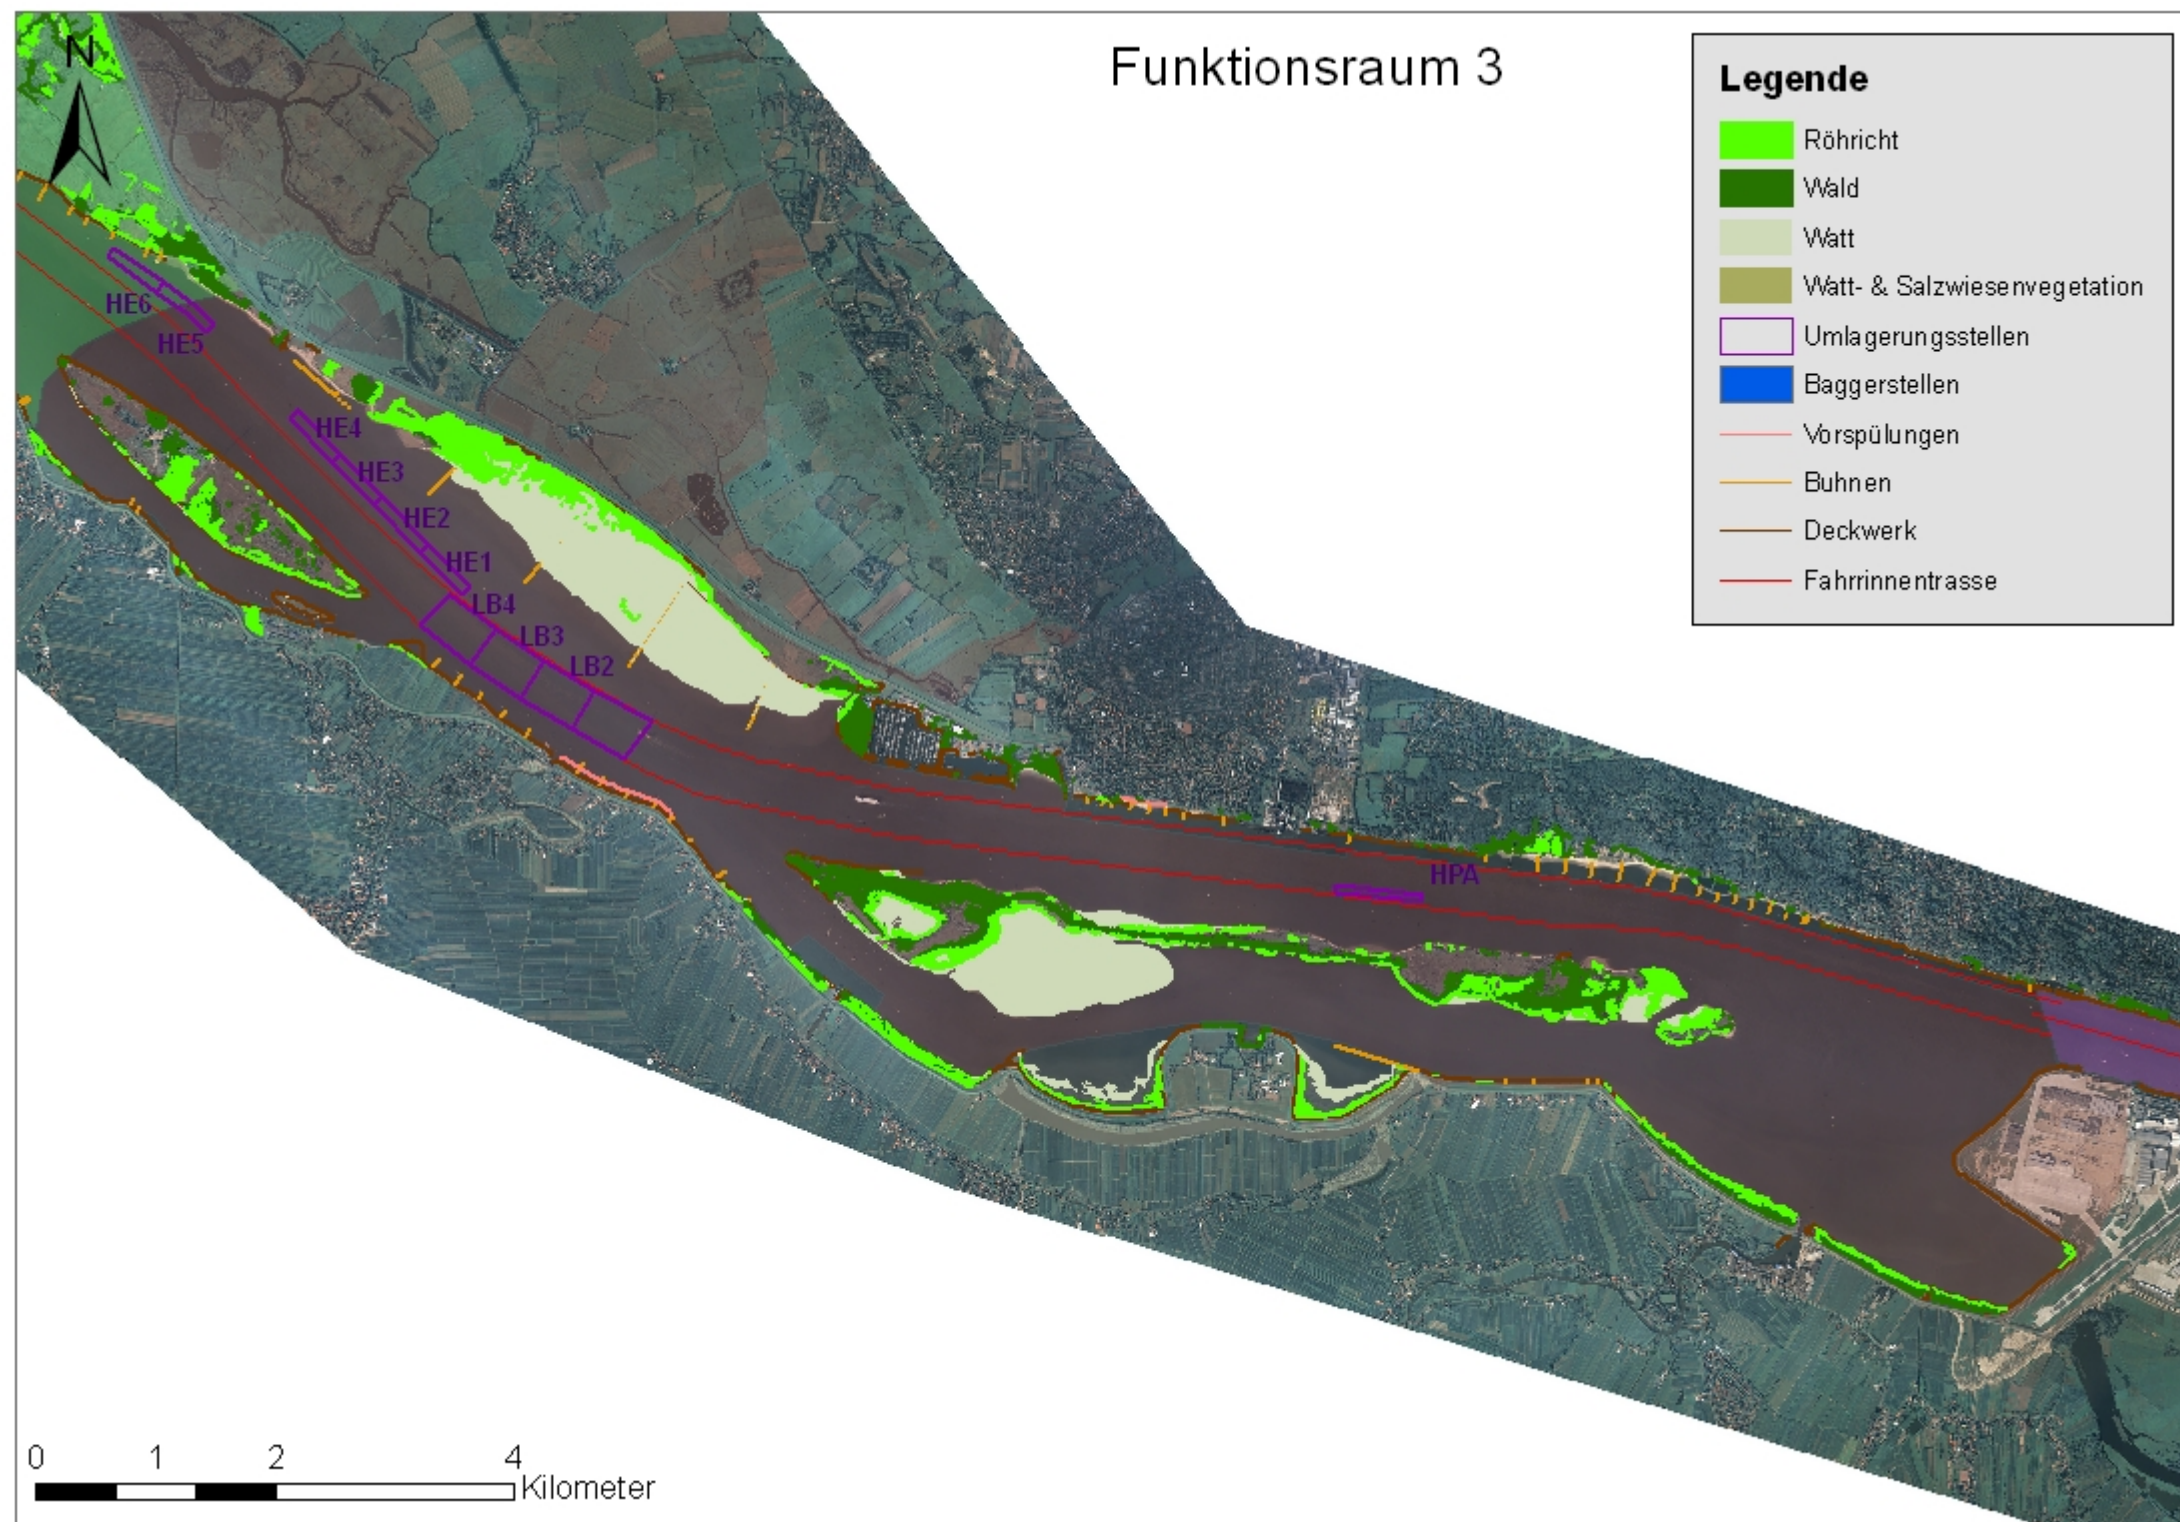 Funktionsraum 3
N
Legende
Röhricht
Wald
Watt
Watt- & Salzwiesenvegetation
Umlagerungsstellen
Baggerstellen
Vorspülungen
Buhnen
Deckwerk
Fahrrinnentrasse
HE6
HE5
HE4
HE3
HE2
HE1
LB4
LB3
LB2
HPA
0 1 2 4
Kilometer